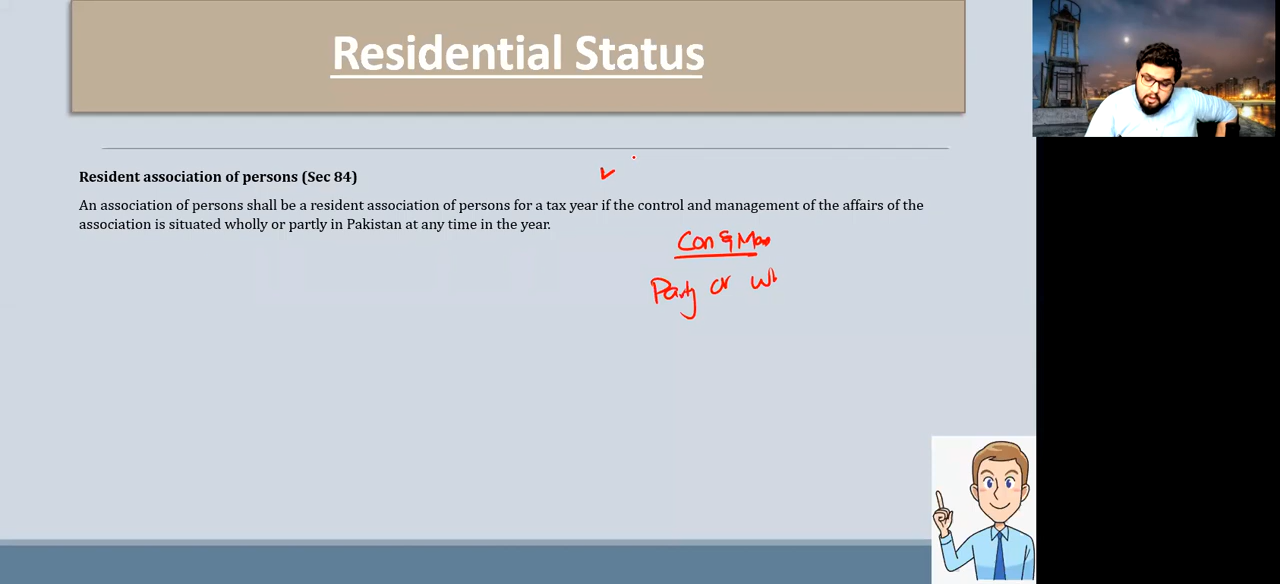 Residential Status
Resident association of persons (Sec 84)
An association of persons shall be a resident association of persons for a tax year if the control and management of the affairs of the
association is situated wholly or partly in Pakistan at any time in the year.
Con & Man
Party or wh